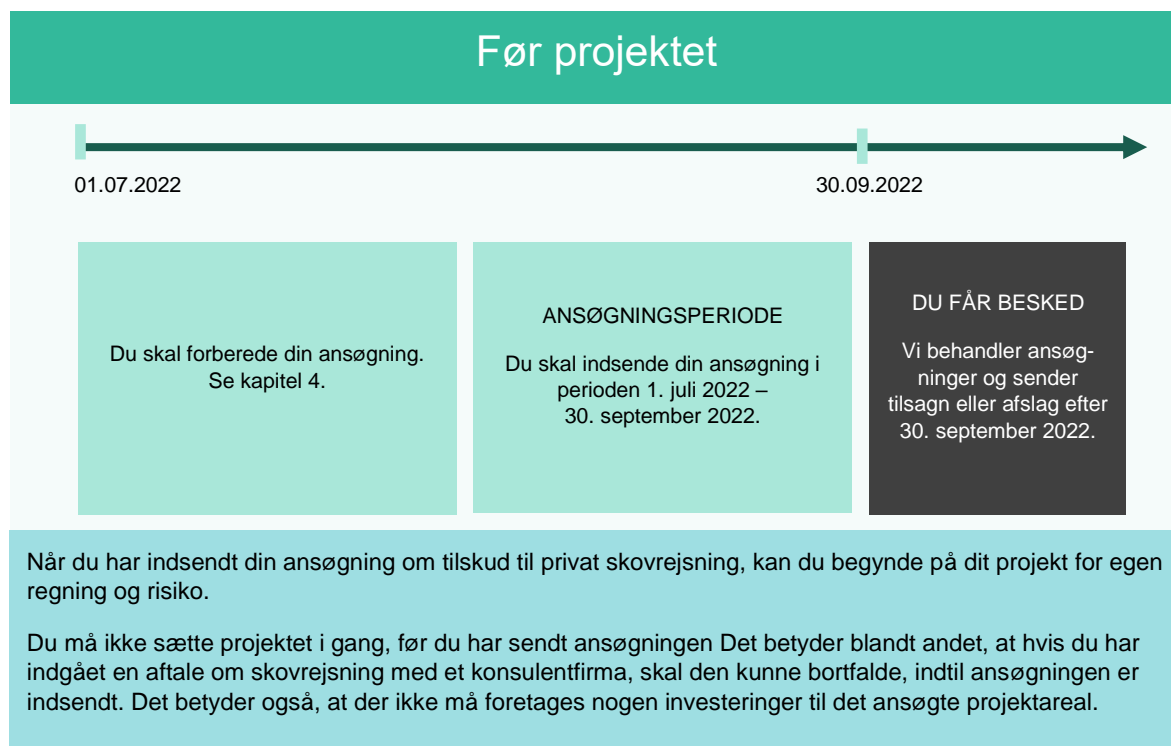 Før projektet
01.07.2022
30.09.2022
Du skal forberede din ansøgning.
Se kapitel 4.
ANSØGNINGSPERIODE
Du skal indsende din ansøgning i
perioden 1. juli 2022 –
30. september 2022.
DU FÅR BESKED
Vi behandler ansøg-
ninger og sender
tilsagn eller afslag efter
30. september 2022.
Når du har indsendt din ansøgning om tilskud til privat skovrejsning, kan du begynde på dit projekt for egen
regning og risiko.
Du må ikke sætte projektet i gang, før du har sendt ansøgningen Det betyder blandt andet, at hvis du har
indgået en aftale om skovrejsning med et konsulentfirma, skal den kunne bortfalde, indtil ansøgningen er
indsendt. Det betyder også, at der ikke må foretages nogen investeringer til det ansøgte projektareal.